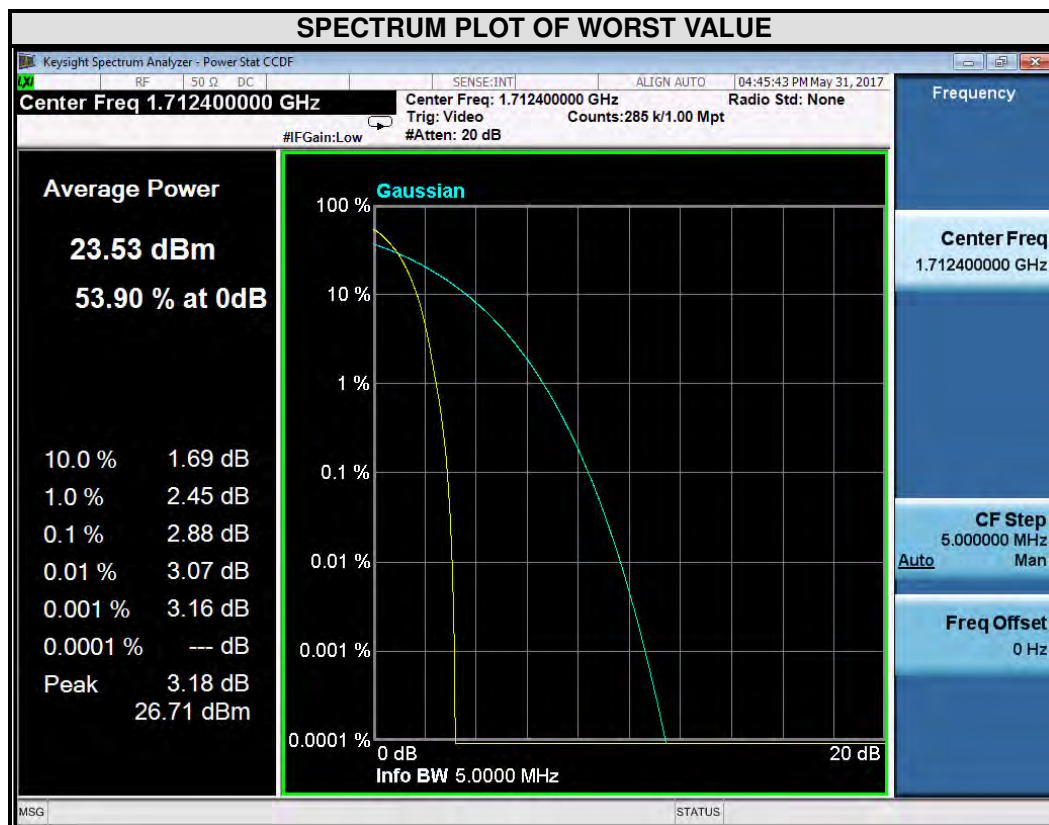 SPECTRUM PLOT OF WORST VALUE
Keysight Spectrum Analyzer - Power Stat CCDF
LXI RF 50 Ω DC SENSE:INT ALIGN AUTO 04:45:43 PM May 31, 2017
Center Freq 1.712400000 GHz
Center Freq: 1.712400000 GHz Radio Std: None
Trig: Video Counts:285 k/1.00 Mpt
#IFGain:Low #Atten: 20 dB
Average Power
23.53 dBm
53.90 % at 0dB
10.0 % 1.69 dB
1.0 % 2.45 dB
0.1 % 2.88 dB
0.01 % 3.07 dB
0.001 % 3.16 dB
0.0001 % --- dB
Peak 3.18 dB
26.71 dBm
Gaussian
100 %
10 %
1 %
0.1 %
0.01 %
0.001 %
0.0001 %
0 dB 20 dB
Info BW 5.0000 MHz
Frequency
Center Freq
1.712400000 GHz
CF Step
5.000000 MHz
Auto Man
Freq Offset
0 Hz
MSG STATUS